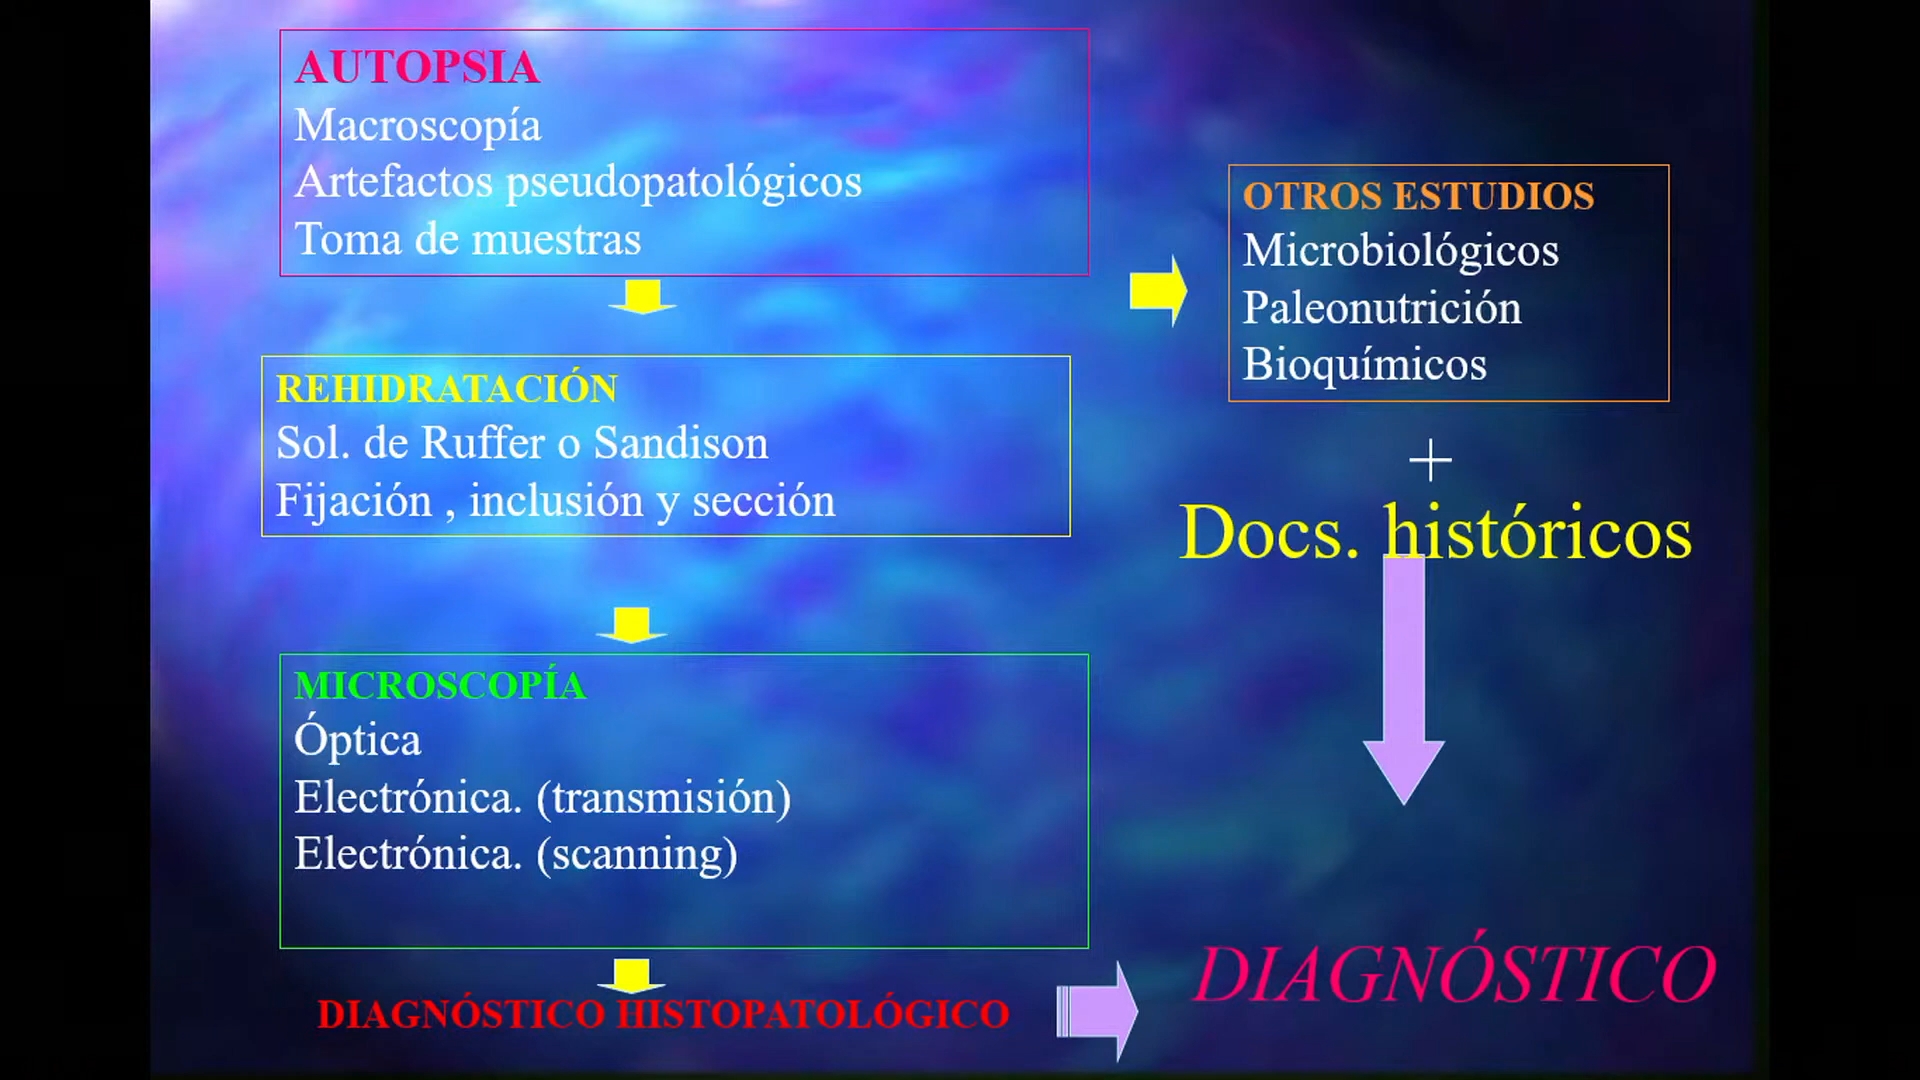 AUTOPSIA
Macroscopía
Artefactos pseudopatológicos
Toma de muestras
REHIDRATACIÓN
Sol. de Ruffer o Sandison
Fijación , inclusión y sección
MICROSCOPÍA
Óptica
Electrónica. (transmisión)
Electrónica. (scanning)
DIAGNÓSTICO HISTOPATOLÓGICO
OTROS ESTUDIOS
Microbiológicos
Paleonutrición
Bioquímicos
+
Docs. históricos
DIAGNÓSTICO